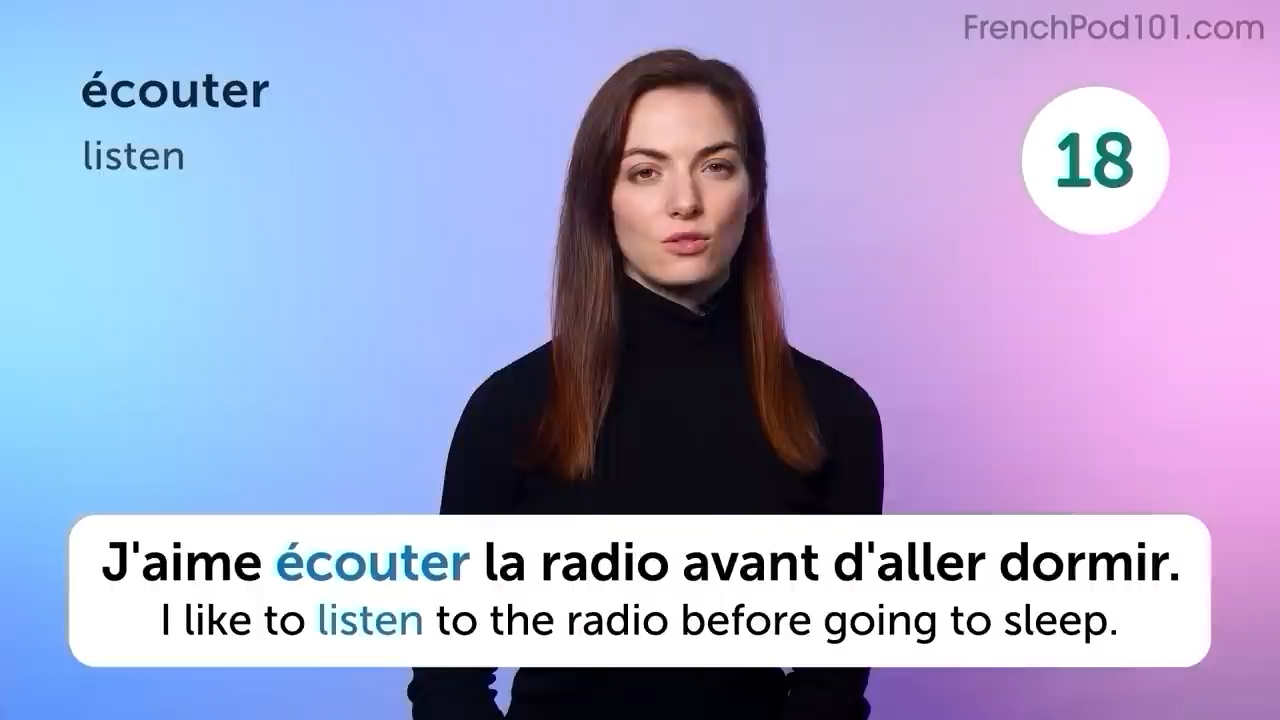 FrenchPod101.com
écouter
listen
18
J'aime écouter la radio avant d'aller dormir.
I like to listen to the radio before going to sleep.